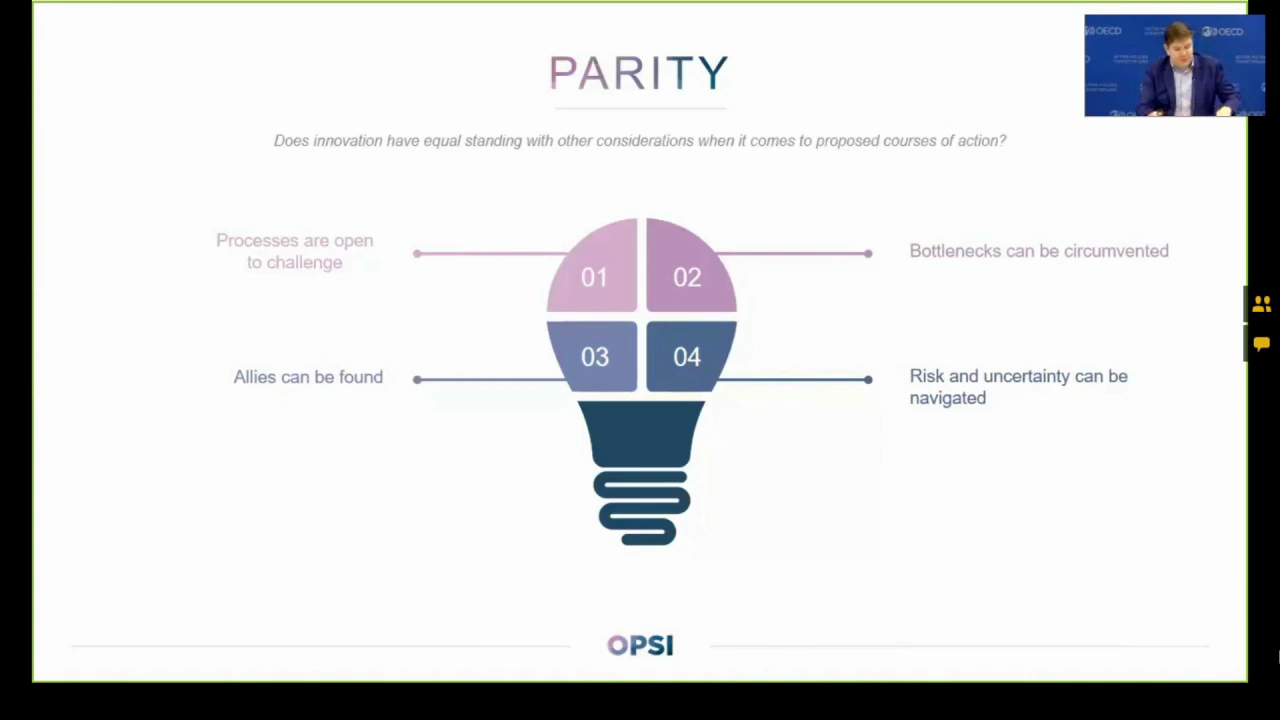 PARITY
OECD
OECD
Does innovation have equal standing with other considerations when it comes to proposed courses of action?
Processes are open
to challenge
01
02
Bottlenecks can be circumvented
Allies can be found
03
04
Risk and uncertainty can be
navigated
OPSI